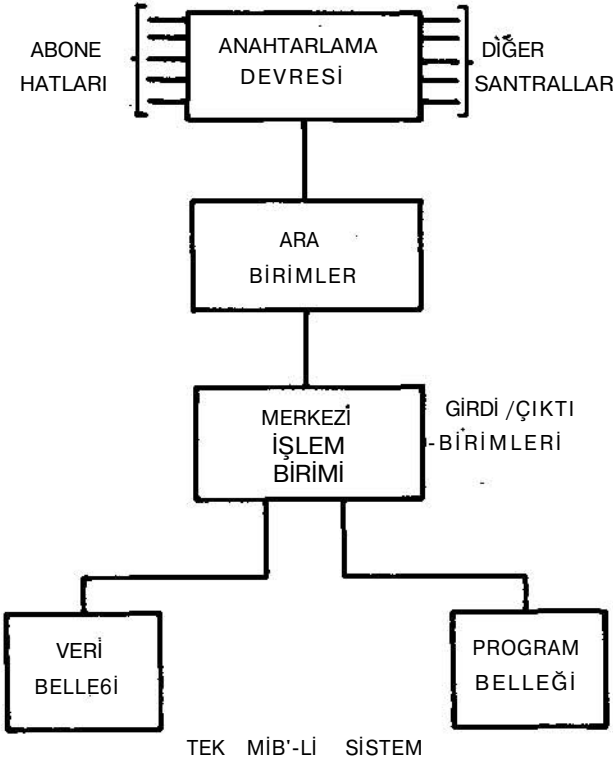 ABONE
HATLARI
ANAHTARLAMA
DEVRESİ
DİĞER
SANTRALLAR
ARA
BİRİMLER
MERKEZİ
İŞLEM
BİRİMİ
GİRDİ /ÇIKTI
-BİRİMLERİ
VERİ
BELLE6İ
PROGRAM
BELLEĞİ
TEK MİB'-Lİ SİSTEM